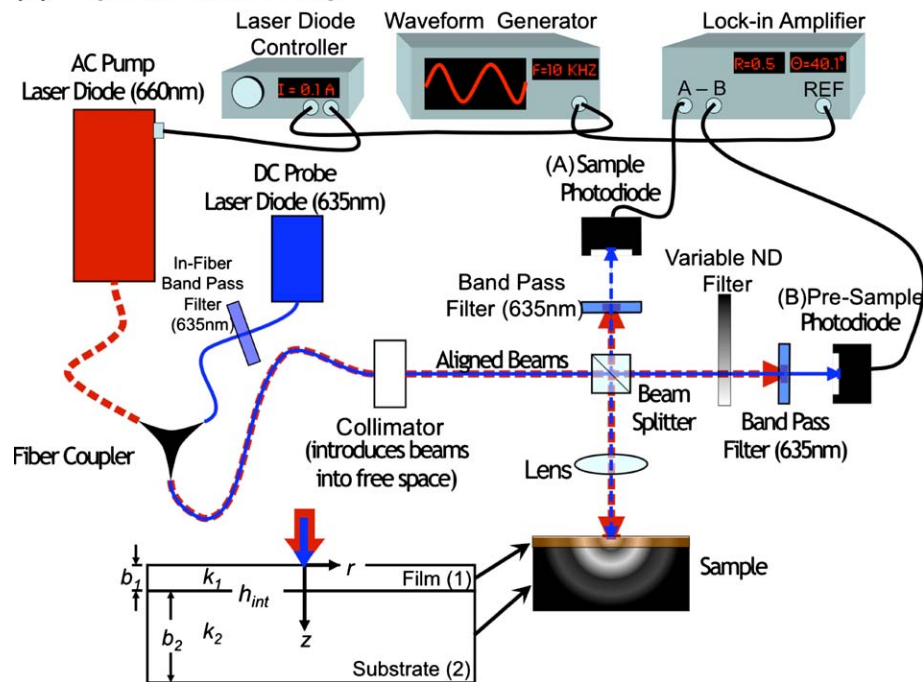 Laser Diode
Controller
Waveform Generator
Lock-in Amplifier
AC Pump
Laser Diode (660nm)
I = 0.1 A
F=10 KHZ
R=0.5 Θ=40.1°
A – B REF
DC Probe
Laser Diode (635nm)
(A) Sample
Photodiode
In-Fiber
Band Pass
Filter
(635nm)
Band Pass
Filter (635nm)
Variable ND
Filter
(B)Pre-Sample
Photodiode
Aligned Beams
Beam
Splitter
Fiber Coupler
Collimator
(introduces beams
into free space)
Band Pass
Filter (635nm)
Lens
Sample
b1 k1 r Film (1)
hint
b2 k2 z
Substrate (2)